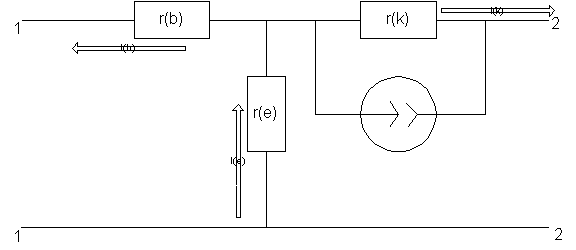 r(b)
r(k)
I(k)
1
2
I(b)
r(e)
I(e)
1
2